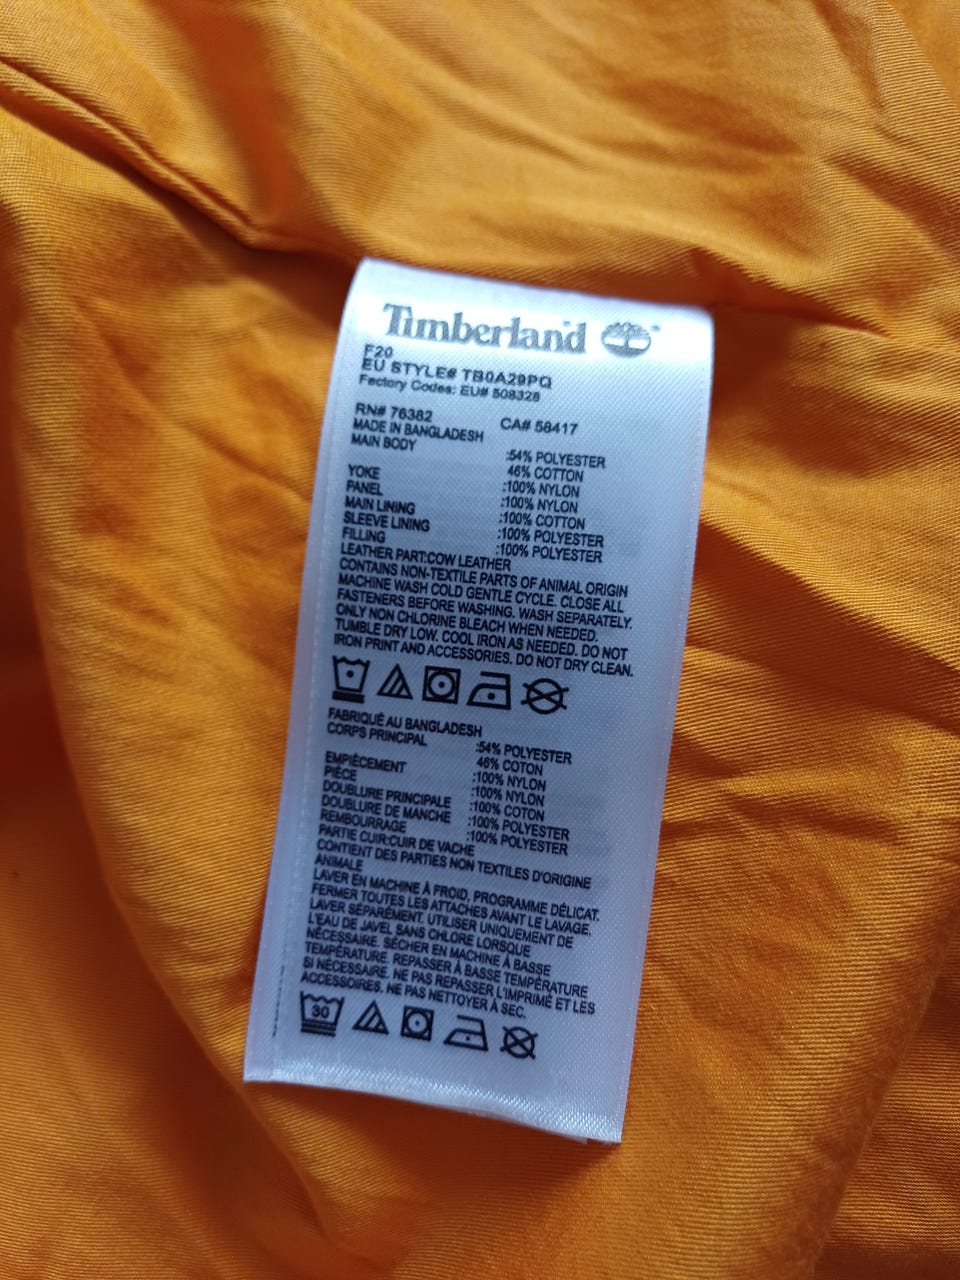 Timberland
F20
EU STYLE# TB0A29PQ
Factory Codes: EU# 508328
RN# 76382 CA# 58417
MADE IN BANGLADESH
MAIN BODY :54% POLYESTER
46% COTTON
YOKE :100% NYLON
PANEL :100% NYLON
MAIN LINING :100% COTTON
SLEEVE LINING :100% POLYESTER
FILLING :100% POLYESTER
LEATHER PART:COW LEATHER
CONTAINS NON-TEXTILE PARTS OF ANIMAL ORIGIN
MACHINE WASH COLD GENTLE CYCLE. CLOSE ALL
FASTENERS BEFORE WASHING. WASH SEPARATELY.
ONLY NON CHLORINE BLEACH WHEN NEEDED.
TUMBLE DRY LOW. COOL IRON AS NEEDED. DO NOT
IRON PRINT AND ACCESSORIES. DO NOT DRY CLEAN.
FABRIQUÉ AU BANGLADESH
CORPS PRINCIPAL :54% POLYESTER
46% COTON
EMPIÈCEMENT :100% NYLON
PIÈCE :100% NYLON
DOUBLURE PRINCIPALE :100% COTON
DOUBLURE DE MANCHE :100% POLYESTER
REMBOURRAGE :100% POLYESTER
PARTIE CUIR:CUIR DE VACHE
CONTIENT DES PARTIES NON TEXTILES D'ORIGINE
ANIMALE
LAVER EN MACHINE À FROID, PROGRAMME DÉLICAT.
FERMER TOUTES LES ATTACHES AVANT LE LAVAGE.
LAVER SÉPARÉMENT. UTILISER UNIQUEMENT DE
L'EAU DE JAVEL SANS CHLORE LORSQUE
NÉCESSAIRE. SÉCHER EN MACHINE À BASSE
TEMPÉRATURE. REPASSER À BASSE TEMPÉRATURE
SI NÉCESSAIRE. NE PAS REPASSER L'IMPRIMÉ ET LES
ACCESSOIRES. NE PAS NETTOYER À SEC.
30